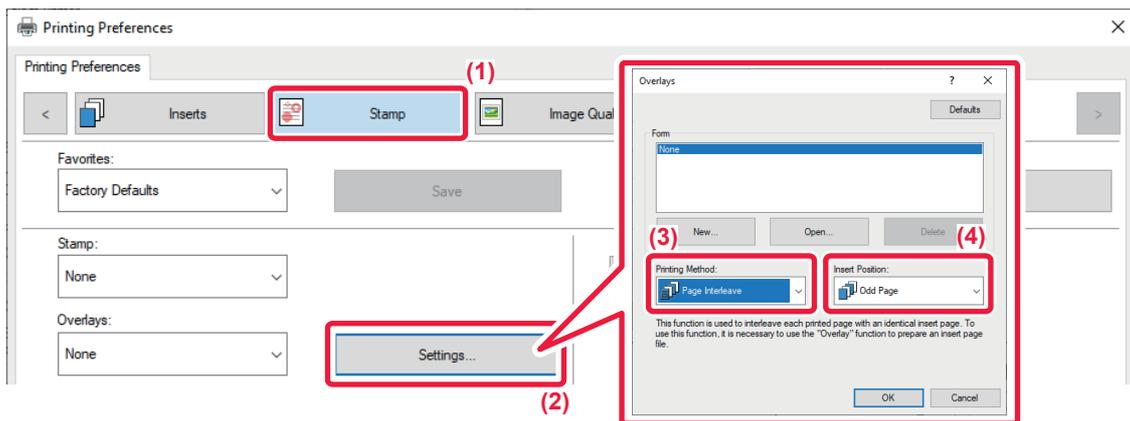 Printing Preferences
Printing Preferences
(1)
< Inserts Stamp Image Qual >
Favorites:
Factory Defaults Save
Stamp:
None
Overlays:
None Settings...
(2)
Overlays ? ×
Defaults
Form
None
New... Open... Delete
(3) (4)
Printing Method: Insert Position:
Page Interleave Odd Page
This function is used to interleave each printed page with an identical insert page. To
use this function, it is necessary to use the "Overlay" function to prepare an insert page
file.
OK Cancel